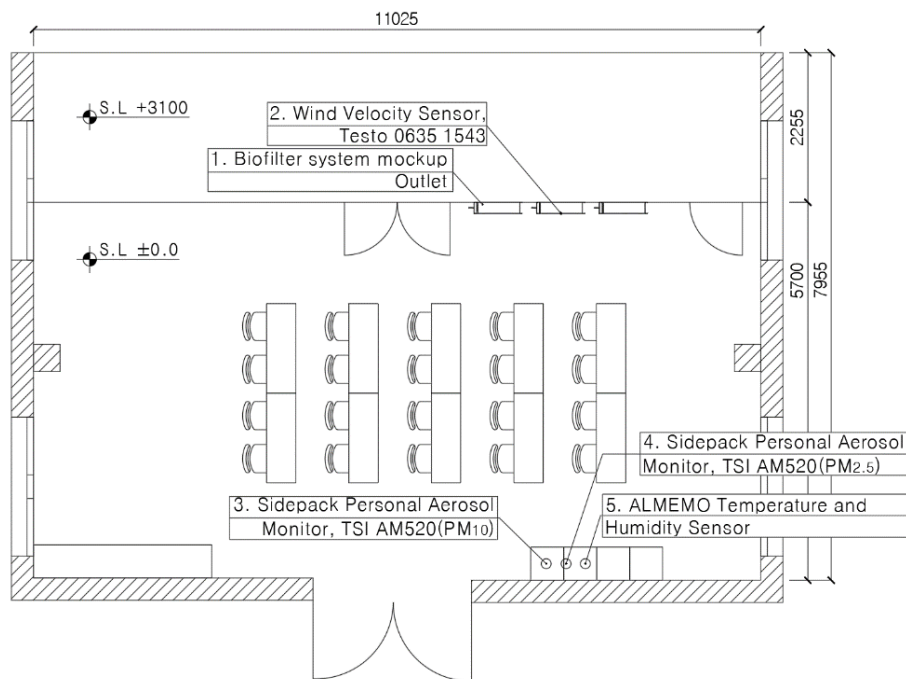 11025
S.L +3100
2. Wind Velocity Sensor,
Testo 0635 1543
1. Biofilter system mockup
Outlet
2255
S.L ±0.0
5700
7955
4. Sidepack Personal Aerosol
Monitor, TSI AM520(PM2.5)
3. Sidepack Personal Aerosol
Monitor, TSI AM520(PM10)
5. ALMEMO Temperature and
Humidity Sensor